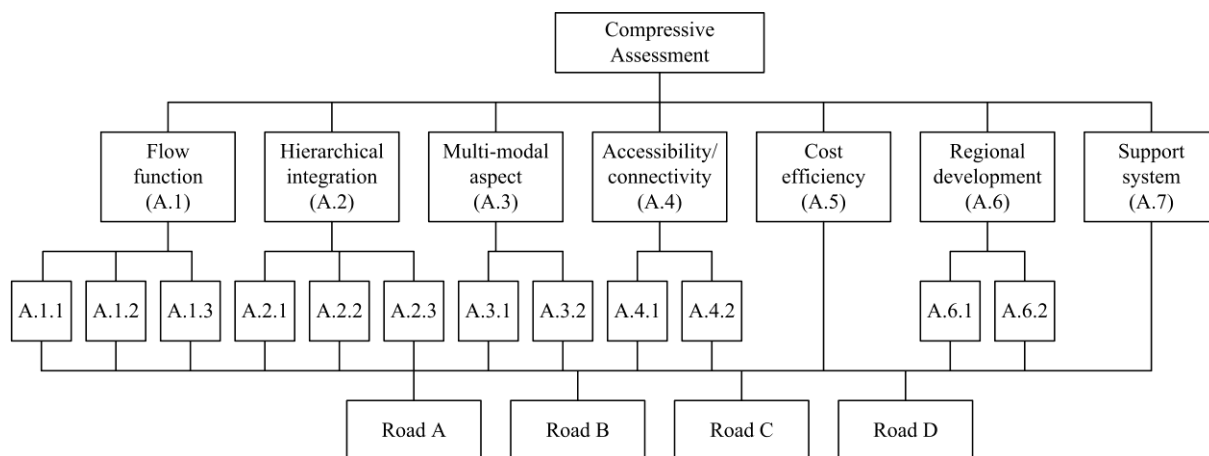 Compressive
Assessment
Flow
function
(A.1)
Hierarchical
integration
(A.2)
Multi-modal
aspect
(A.3)
Accessibility/
connectivity
(A.4)
Cost
efficiency
(A.5)
Regional
development
(A.6)
Support
system
(A.7)
A.1.1
A.1.2
A.1.3
A.2.1
A.2.2
A.2.3
A.3.1
A.3.2
A.4.1
A.4.2
A.6.1
A.6.2
Road A
Road B
Road C
Road D